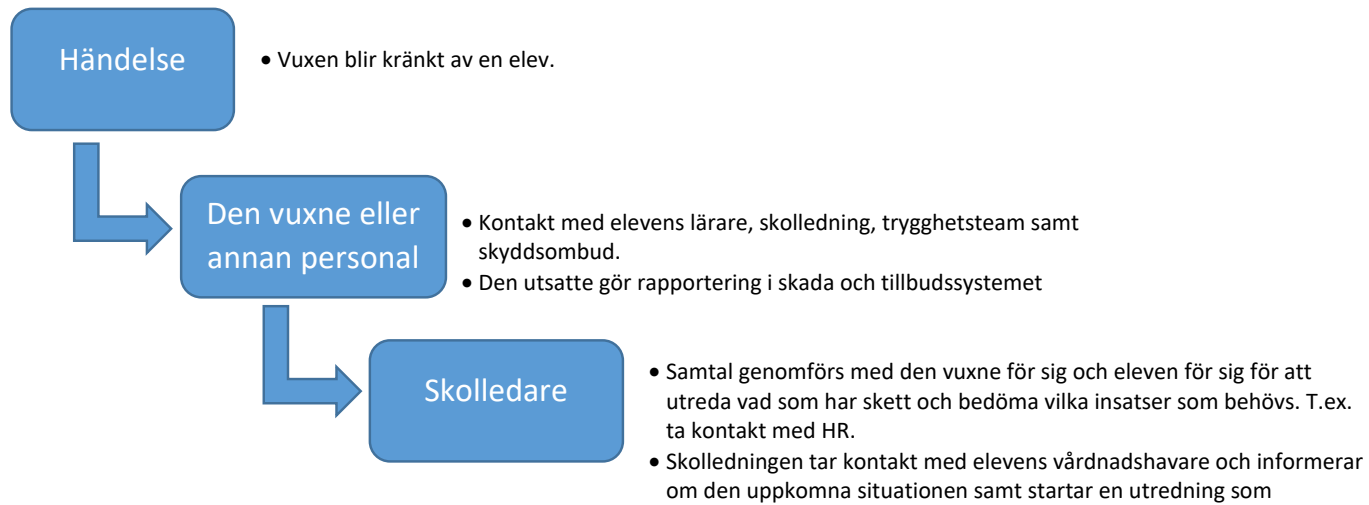 Händelse
• Vuxen blir kränkt av en elev.
Den vuxne eller
annan personal
• Kontakt med elevens lärare, skolledning, trygghetsteam samt
skyddsombud.
• Den utsatte gör rapportering i skada och tillbudssystemet
Skolledare
• Samtal genomförs med den vuxne för sig och eleven för sig för att
utreda vad som har skett och bedöma vilka insatser som behövs. T.ex.
ta kontakt med HR.
• Skolledningen tar kontakt med elevens vårdnadshavare och informerar
om den uppkomna situationen samt startar en utredning som